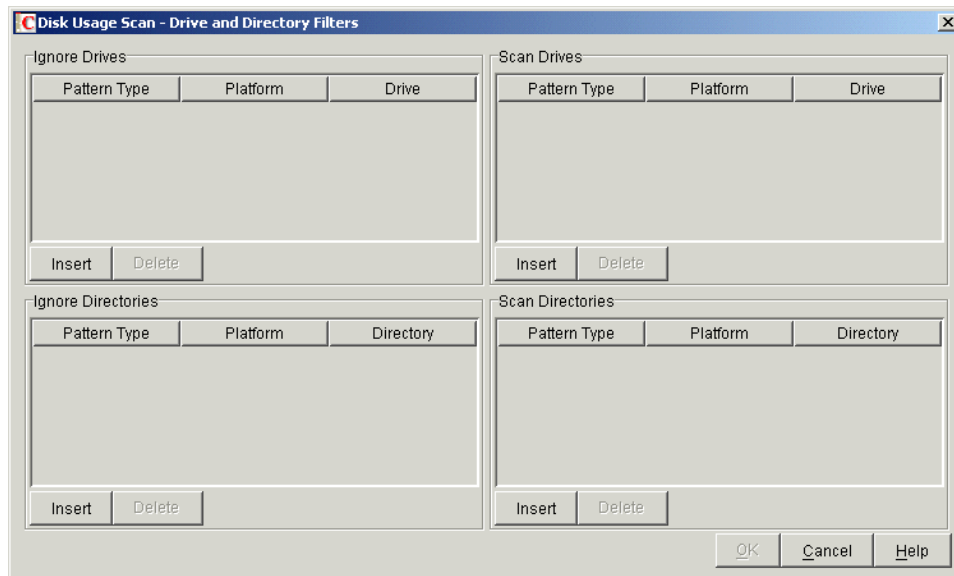 Disk Usage Scan - Drive and Directory Filters
Ignore Drives
Pattern Type Platform Drive
Insert Delete
Scan Drives
Pattern Type Platform Drive
Insert Delete
Ignore Directories
Pattern Type Platform Directory
Insert Delete
Scan Directories
Pattern Type Platform Directory
Insert Delete
OK Cancel Help